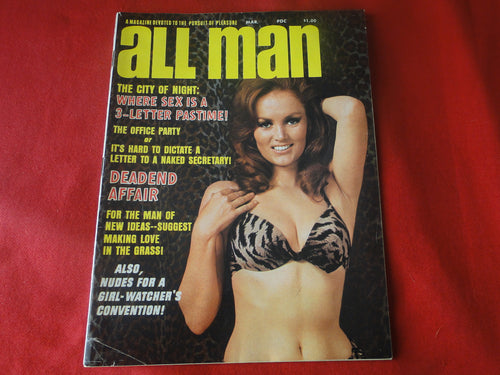 A MAGAZINE DEVOTED TO THE PURSUIT OF PLEASURE MAR. PDC $1.00
ALL MAN
THE CITY OF NIGHT:
WHERE SEX IS A
3-LETTER PASTIME!
THE OFFICE PARTY
or
IT'S HARD TO DICTATE A
LETTER TO A NAKED SECRETARY!
DEADEND
AFFAIR
FOR THE MAN OF
NEW IDEAS--SUGGEST
MAKING LOVE
IN THE GRASS!
ALSO,
NUDES FOR A
GIRL-WATCHER'S
CONVENTION!